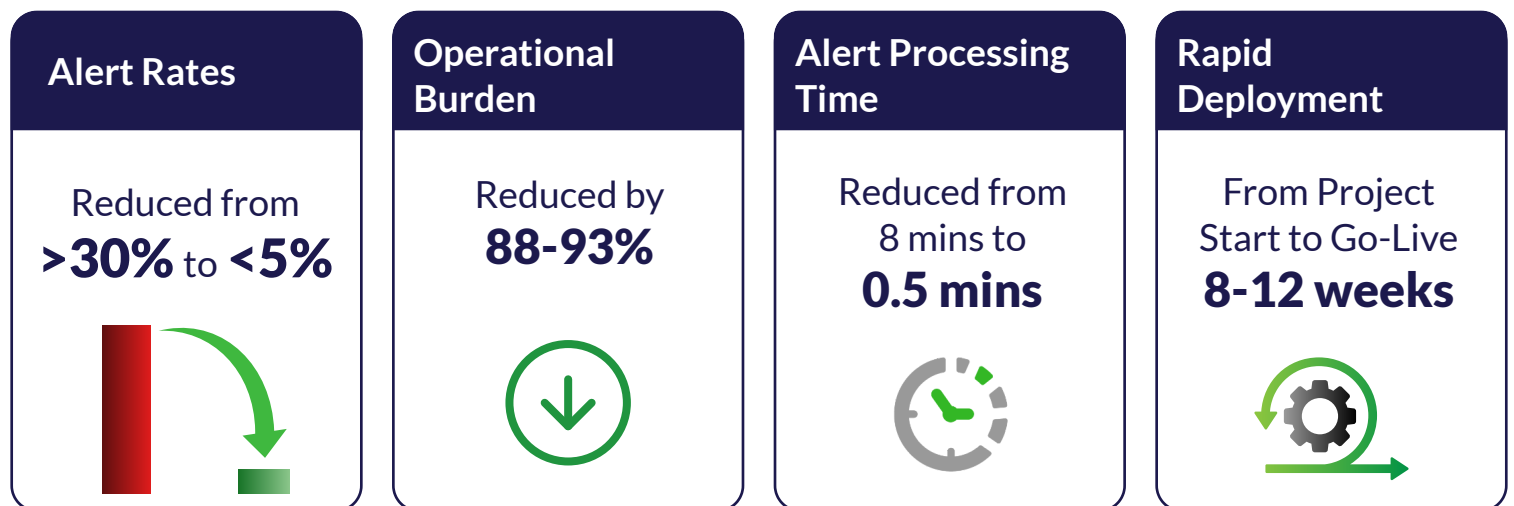 Alert Rates
Reduced from
>30% to <5%
Operational
Burden
Reduced by
88-93%
Alert Processing
Time
Reduced from
8 mins to
0.5 mins
Rapid
Deployment
From Project
Start to Go-Live
8-12 weeks